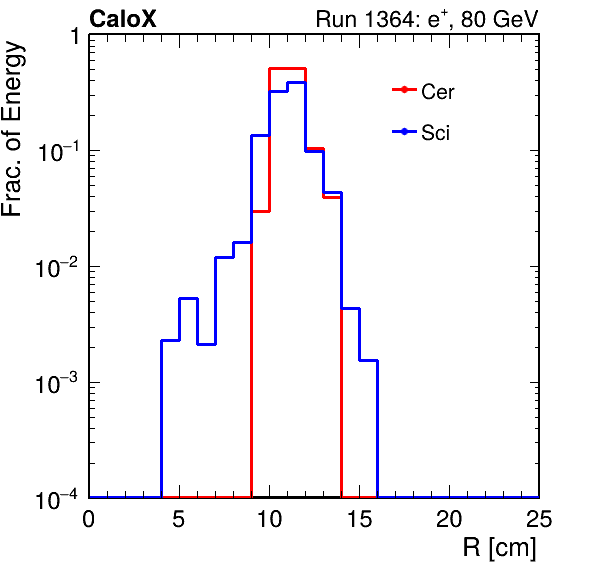 CaloX Run 1364: e⁺, 80 GeV
Frac. of Energy
1
10⁻¹
10⁻²
10⁻³
10⁻⁴
Cer
Sci
0 5 10 15 20 25
R [cm]